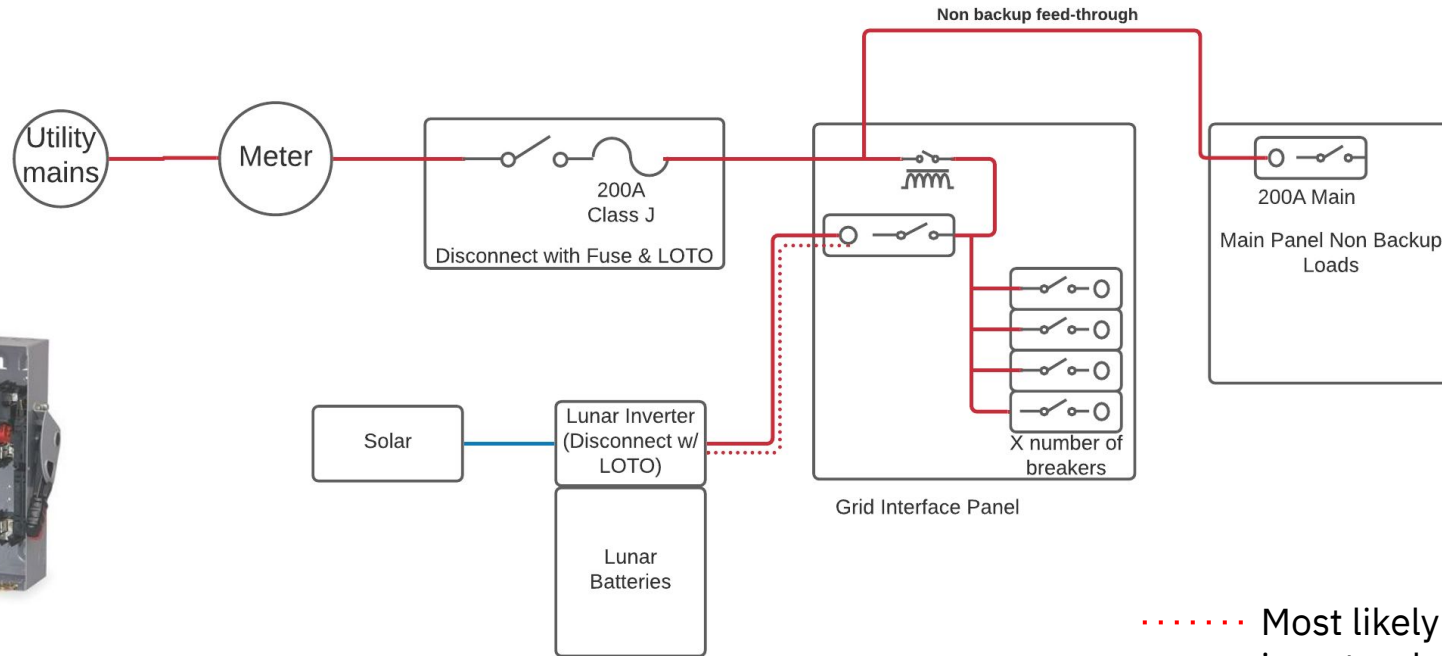 Non backup feed-through
Utility
mains
Meter
200A
Class J
Disconnect with Fuse & LOTO
200A Main
Main Panel Non Backup
Loads
Solar
Lunar Inverter
(Disconnect w/
LOTO)
Lunar
Batteries
X number of
breakers
Grid Interface Panel
Most likely